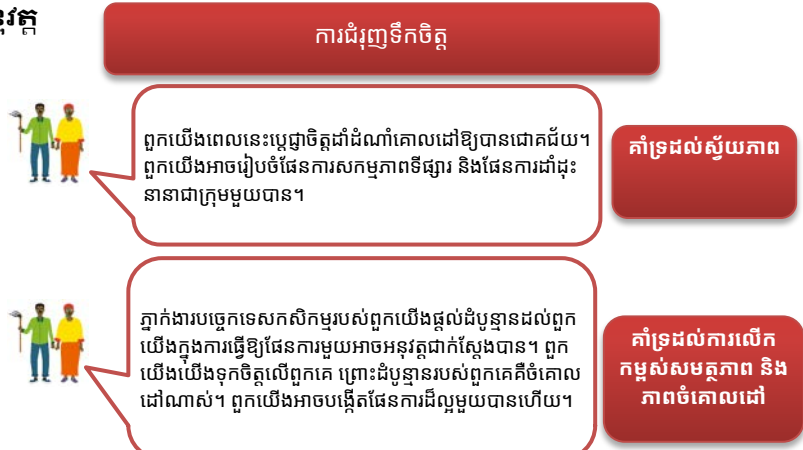 ការជំរុញទឹកចិត្ត
ពួកយើងពេលនេះប្តេជ្ញាចិត្តដាំដំណាំគោលដៅឱ្យបានជោគជ័យ។
ពួកយើងអាចរៀបចំផែនការសកម្មភាពទីផ្សារ និងផែនការដាំដុះ
នានាជាក្រុមមួយបាន។
គាំទ្រដល់ស្វ័យភាព
ភ្នាក់ងារបច្ចេកទេសកសិកម្មរបស់ពួកយើងផ្តល់ដំបូន្មានដល់ពួក
យើងក្នុងការធ្វើឱ្យផែនការមួយអាចអនុវត្តជាក់ស្តែងបាន។ ពួក
យើងយើងទុកចិត្តលើពួកគេ ព្រោះដំបូន្មានរបស់ពួកគេគឺចំគោល
ដៅណាស់។ ពួកយើងអាចបង្កើតផែនការដ៏ល្អមួយបានហើយ។
គាំទ្រដល់ការលើក
កម្ពស់សមត្ថភាព និង
ភាពចំគោលដៅ